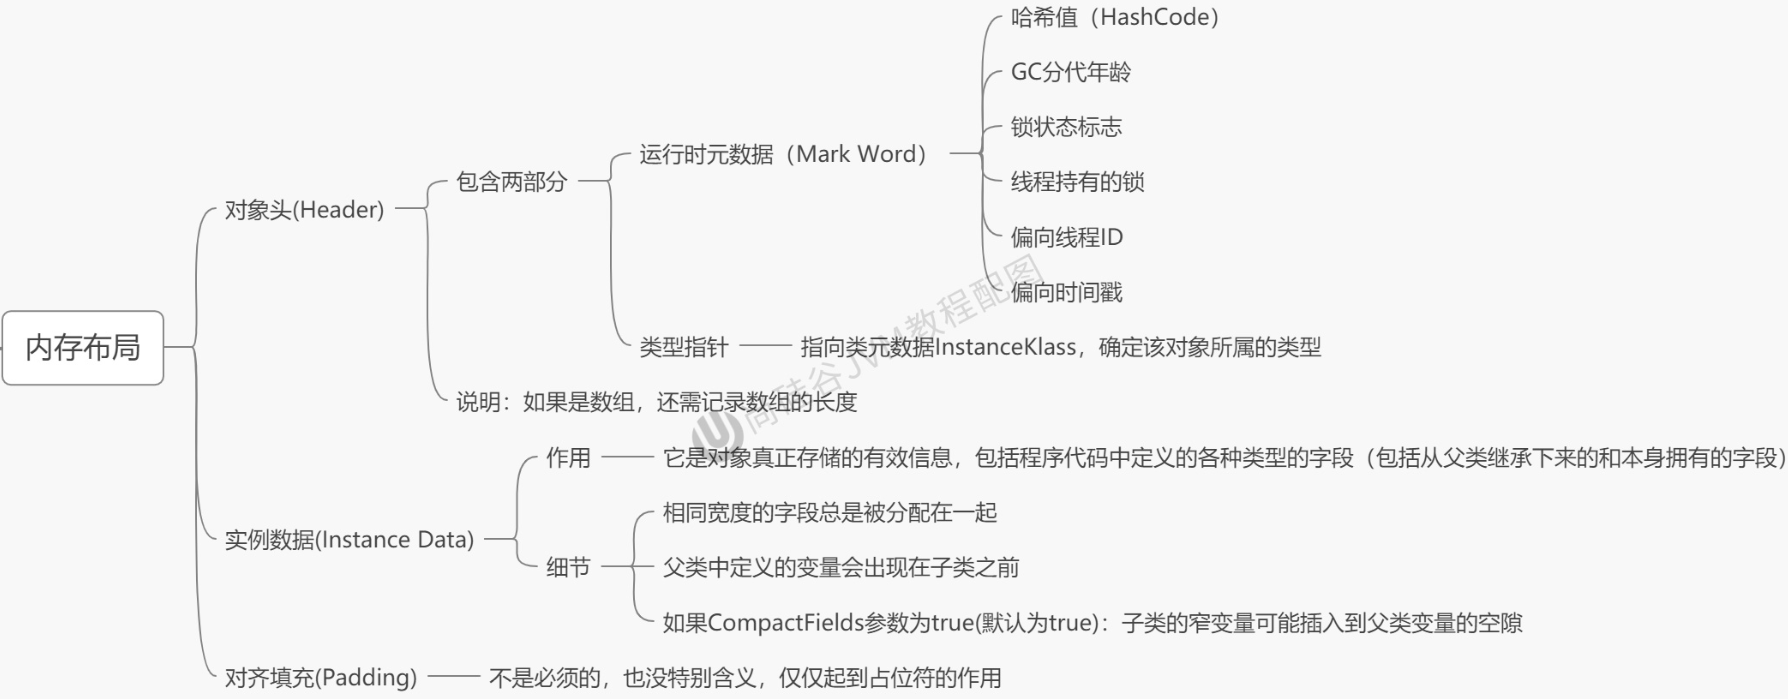 哈希值（HashCode）
GC分代年龄
锁状态标志
运行时元数据（Mark Word）
包含两部分
线程持有的锁
对象头(Header)
偏向线程ID
偏向时间戳
内存布局
类型指针
指向类元数据InstanceKlass，确定该对象所属的类型
说明：如果是数组，还需记录数组的长度
尚硅谷JVM教程配图
作用
它是对象真正存储的有效信息，包括程序代码中定义的各种类型的字段（包括从父类继承下来的和本身拥有的字段）
相同宽度的字段总是被分配在一起
实例数据(Instance Data)
细节
父类中定义的变量会出现在子类之前
如果CompactFields参数为true(默认为true)：子类的窄变量可能插入到父类变量的空隙
对齐填充(Padding)
不是必须的，也没特别含义，仅仅起到占位符的作用